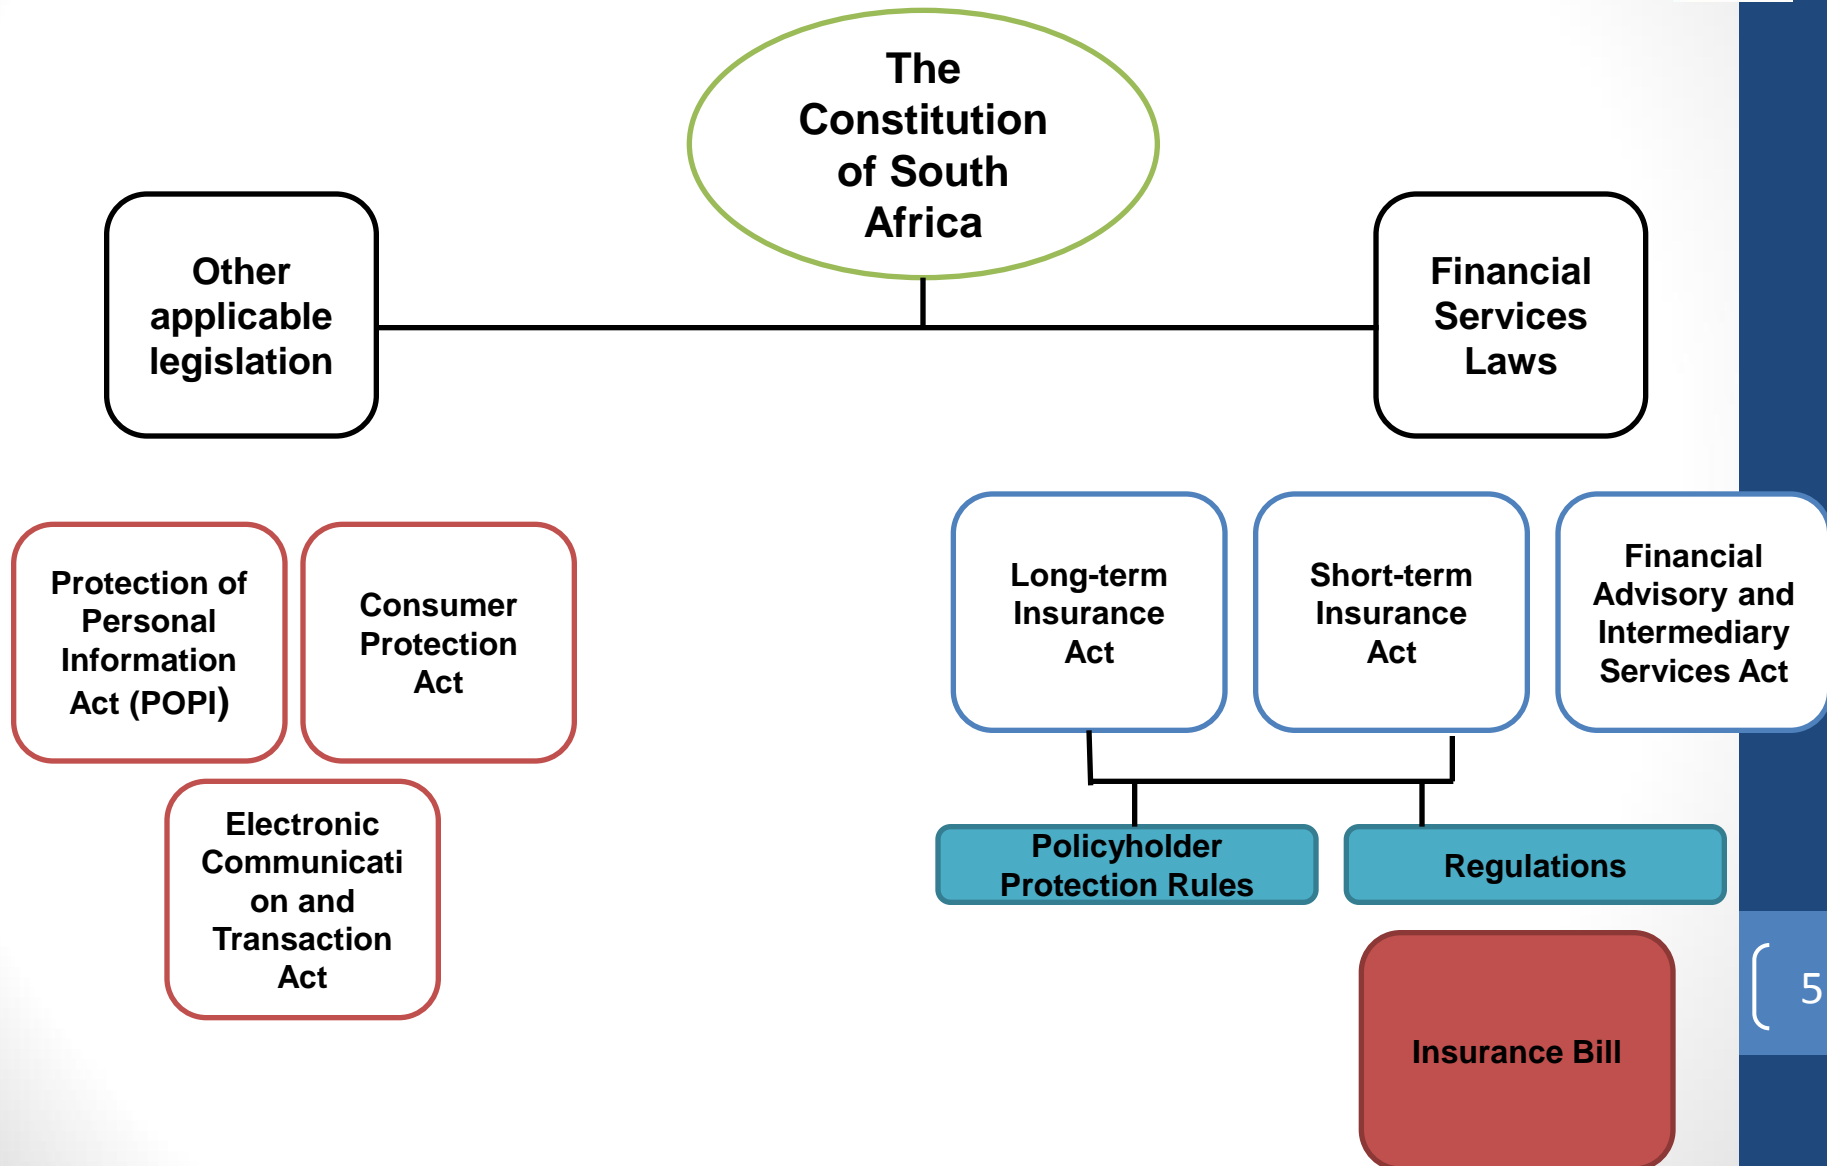 The
Constitution
of South
Africa
Other
applicable
legislation
Financial
Services
Laws
Protection of
Personal
Information
Act (POPI)
Consumer
Protection
Act
Electronic
Communicati
on and
Transaction
Act
Long-term
Insurance
Act
Short-term
Insurance
Act
Financial
Advisory and
Intermediary
Services Act
Policyholder
Protection Rules
Regulations
Insurance Bill
5